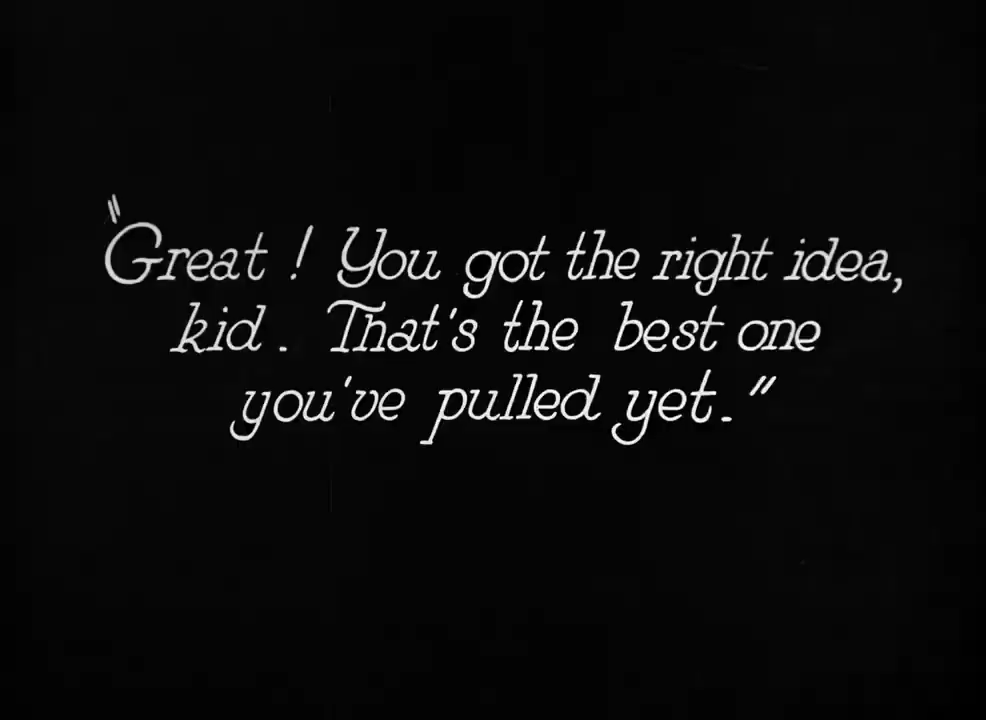 "Great! You got the right idea,
kid. That's the best one
you've pulled yet."